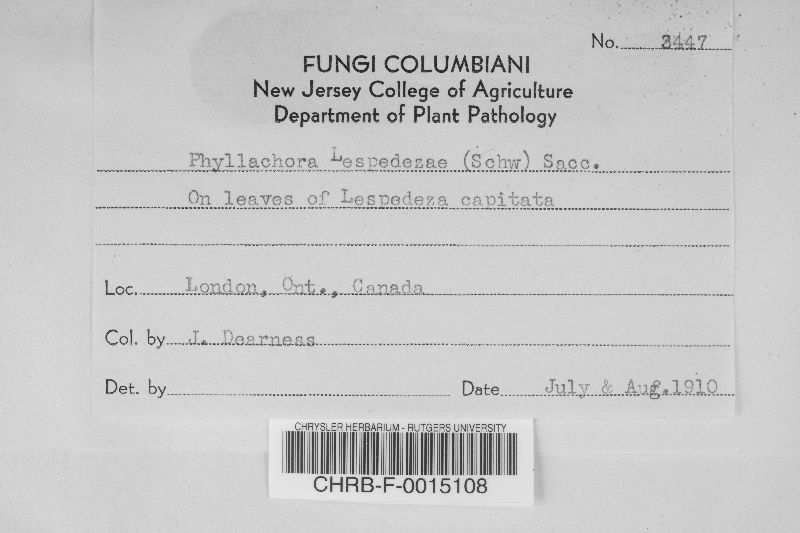 No. 3447
FUNGI COLUMBIANI
New Jersey College of Agriculture
Department of Plant Pathology
Phyllachora Lespedezae (Schw) Sacc.
On leaves of Lespedeza capitata
Loc. London, Ont., Canada
Col. by J. Dearness
Det. by Date July & Aug.1910
CHRYSLER HERBARIUM - RUTGERS UNIVERSITY
CHRB-F-0015108